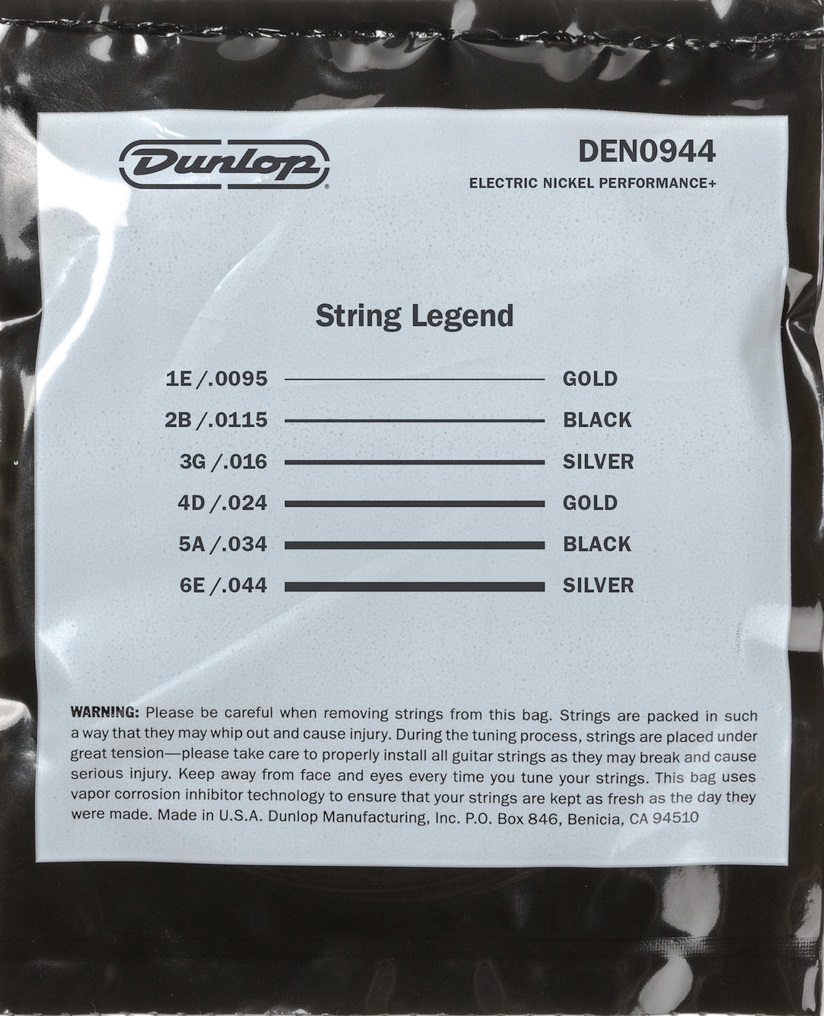 Dunlop®
DEN0944
ELECTRIC NICKEL PERFORMANCE+
String Legend
1E/.0095 GOLD
2B/.0115 BLACK
3G/.016 SILVER
4D/.024 GOLD
5A/.034 BLACK
6E/.044 SILVER
WARNING: Please be careful when removing strings from this bag. Strings are packed in such
a way that they may whip out and cause injury. During the tuning process, strings are placed under
great tension—please take care to properly install all guitar strings as they may break and cause
serious injury. Keep away from face and eyes every time you tune your strings. This bag uses
vapor corrosion inhibitor technology to ensure that your strings are kept as fresh as the day they
were made. Made in U.S.A. Dunlop Manufacturing, Inc. P.O. Box 846, Benicia, CA 94510